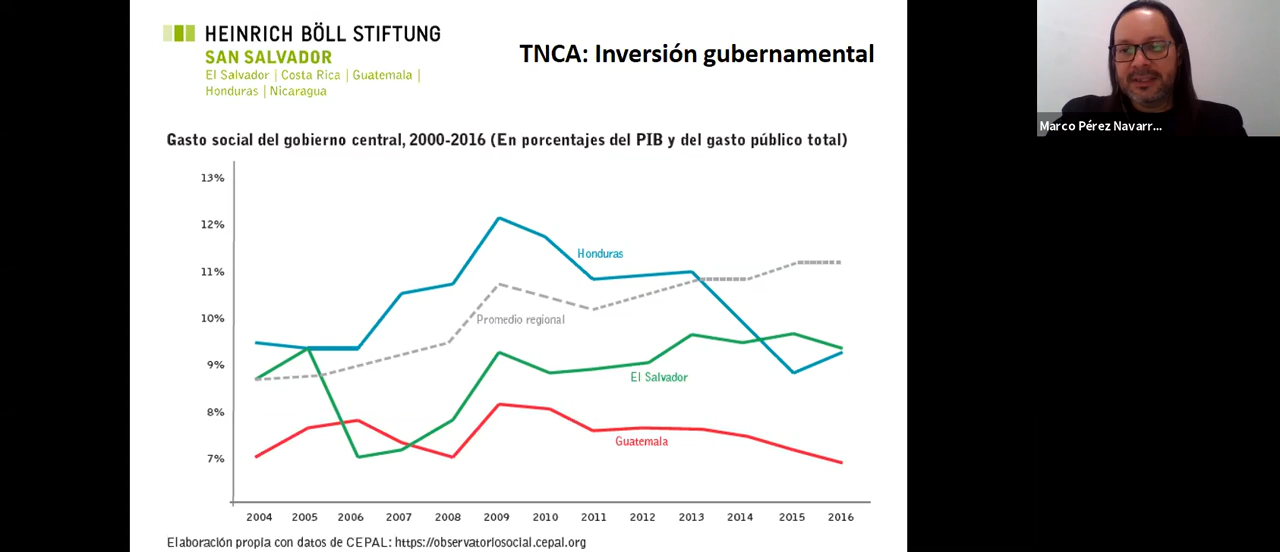 HEINRICH BÖLL STIFTUNG
SAN SALVADOR
El Salvador | Costa Rica | Guatemala |
Honduras | Nicaragua
TNCA: Inversión gubernamental
Marco Pérez Navarr...
Gasto social del gobierno central, 2000-2016 (En porcentajes del PIB y del gasto público total)
13%
12%
11%
10%
9%
8%
7%
Honduras
Promedio regional
El Salvador
Guatemala
2004 2005 2006 2007 2008 2009 2010 2011 2012 2013 2014 2015 2016
Elaboración propia con datos de CEPAL: https://observatoriosocial.cepal.org